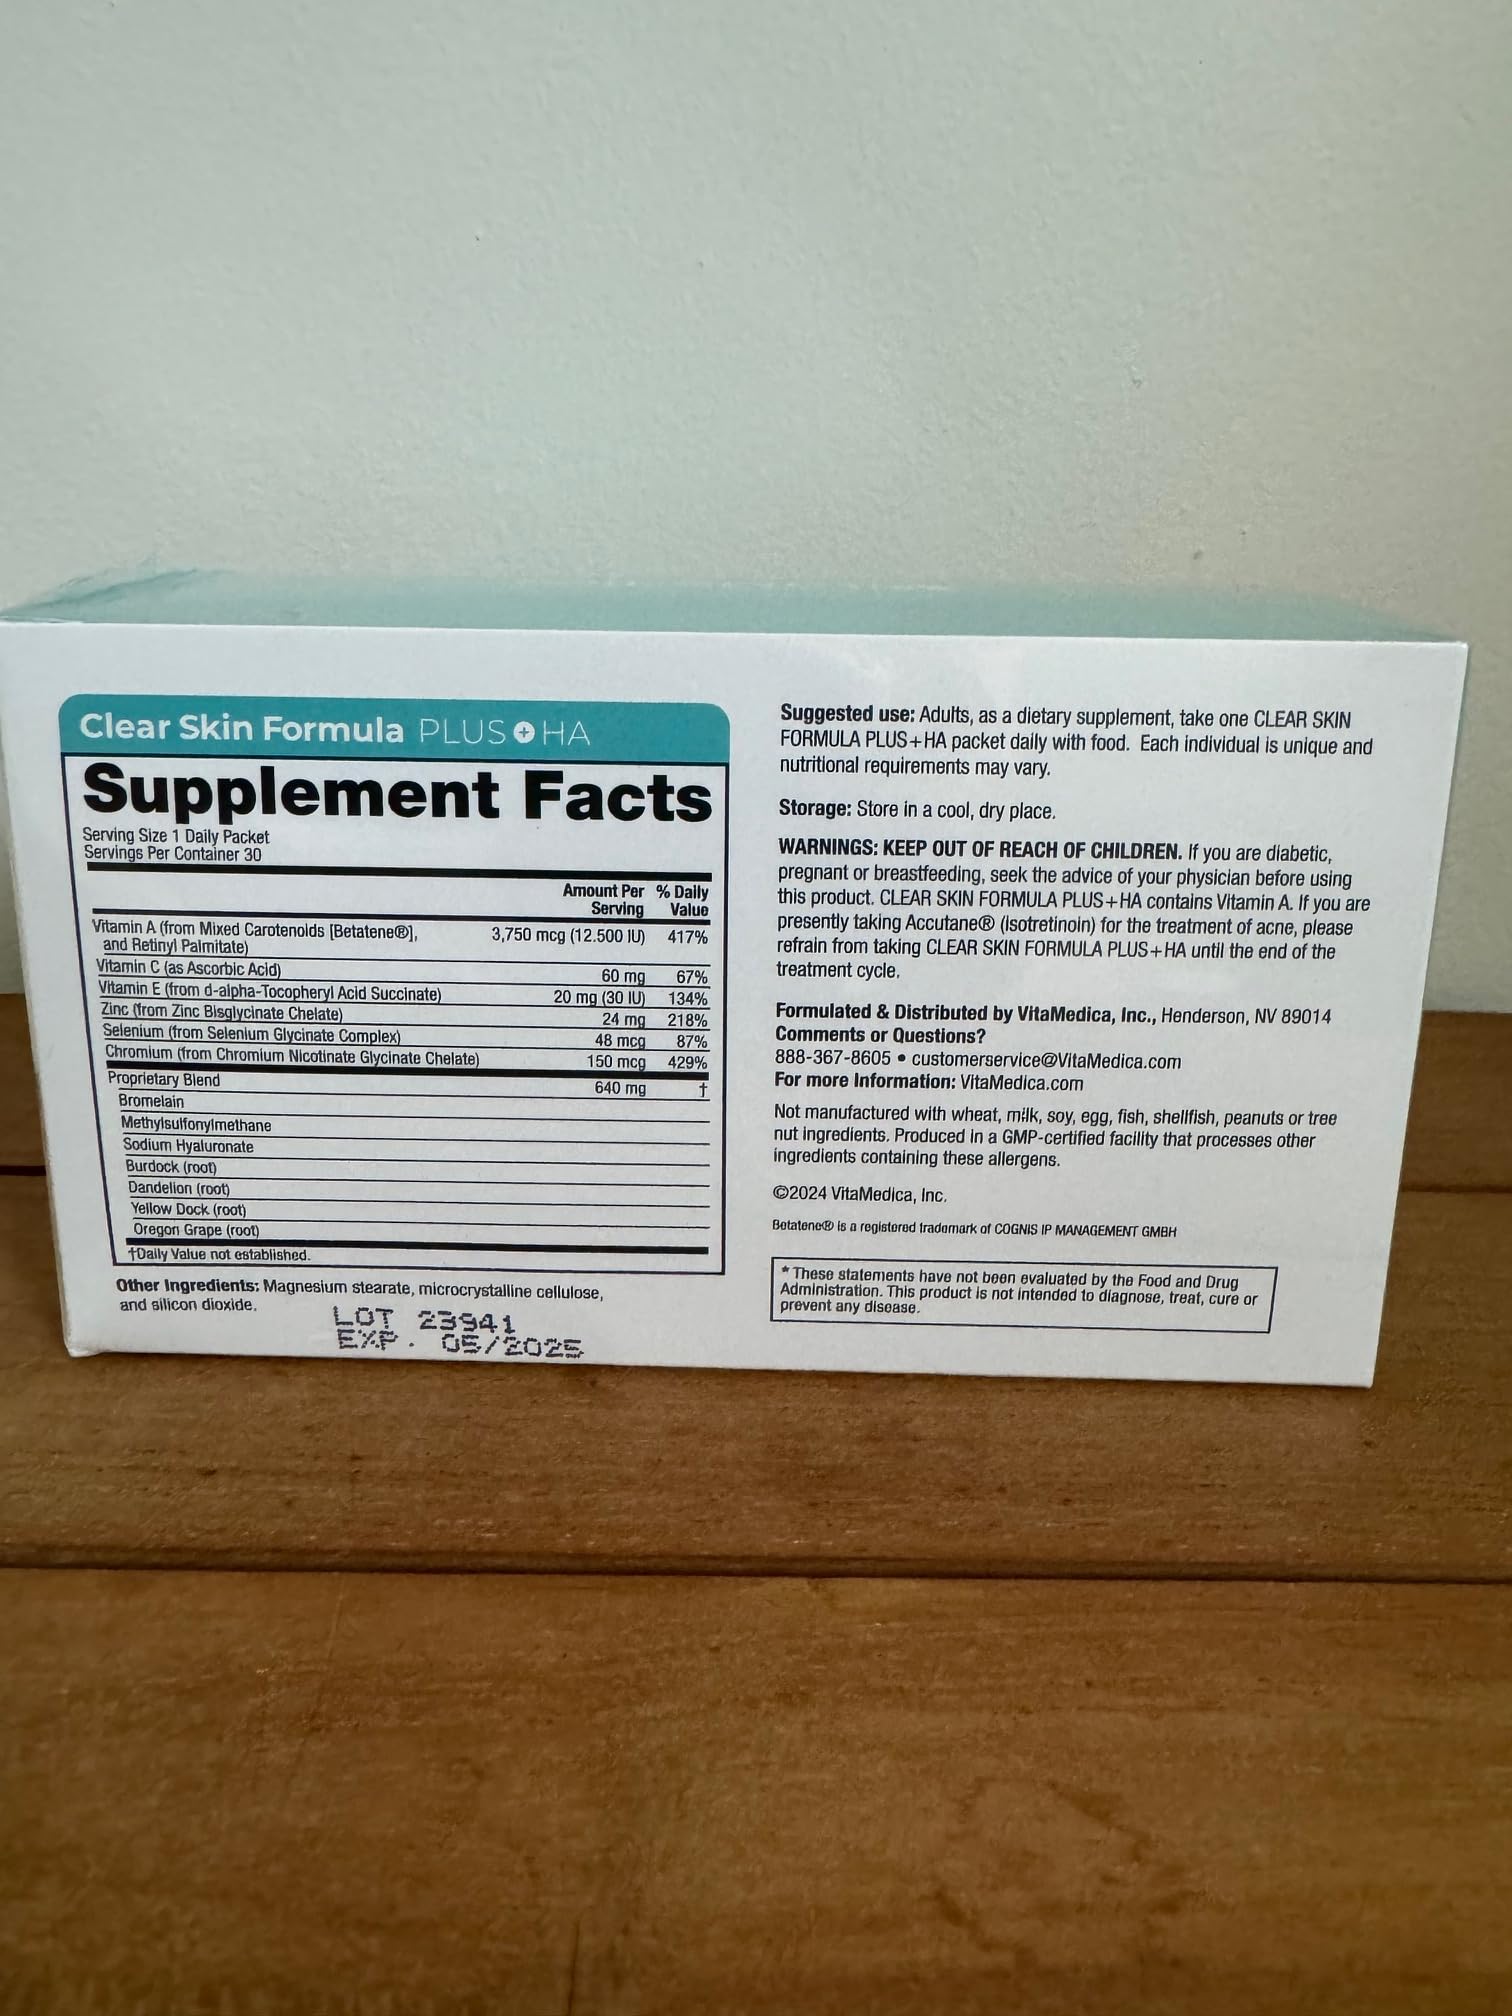 Clear Skin Formula PLUS + HA
Supplement Facts
Serving Size 1 Daily Packet
Servings Per Container 30
Amount Per % Daily
Serving Value
Vitamin A (from Mixed Carotenoids [Betatene®],
and Retinyl Palmitate) 3,750 mcg (12.500 IU) 417%
Vitamin C (as Ascorbic Acid) 60 mg 67%
Vitamin E (from d-alpha-Tocopheryl Acid Succinate) 20 mg (30 IU) 134%
Zinc (from Zinc Bisglycinate Chelate) 24 mg 218%
Selenium (from Selenium Glycinate Complex) 48 mcg 87%
Chromium (from Chromium Nicotinate Glycinate Chelate) 150 mcg 429%
Proprietary Blend 640 mg †
Bromelain
Methylsulfonylmethane
Sodium Hyaluronate
Burdock (root)
Dandelion (root)
Yellow Dock (root)
Oregon Grape (root)
†Daily Value not established.
Other Ingredients: Magnesium stearate, microcrystalline cellulose,
and silicon dioxide.
LOT 23941
EXP. 05/2025
Suggested use: Adults, as a dietary supplement, take one CLEAR SKIN
FORMULA PLUS+HA packet daily with food. Each individual is unique and
nutritional requirements may vary.
Storage: Store in a cool, dry place.
WARNINGS: KEEP OUT OF REACH OF CHILDREN. If you are diabetic,
pregnant or breastfeeding, seek the advice of your physician before using
this product. CLEAR SKIN FORMULA PLUS+HA contains Vitamin A. If you are
presently taking Accutane® (Isotretinoin) for the treatment of acne, please
refrain from taking CLEAR SKIN FORMULA PLUS+HA until the end of the
treatment cycle.
Formulated & Distributed by VitaMedica, Inc., Henderson, NV 89014
Comments or Questions?
888-367-8605 • customerservice@VitaMedica.com
For more Information: VitaMedica.com
Not manufactured with wheat, milk, soy, egg, fish, shellfish, peanuts or tree
nut ingredients. Produced in a GMP-certified facility that processes other
ingredients containing these allergens.
©2024 VitaMedica, Inc.
Betatene® is a registered trademark of COGNIS IP MANAGEMENT GMBH
* These statements have not been evaluated by the Food and Drug
Administration. This product is not intended to diagnose, treat, cure or
prevent any disease.